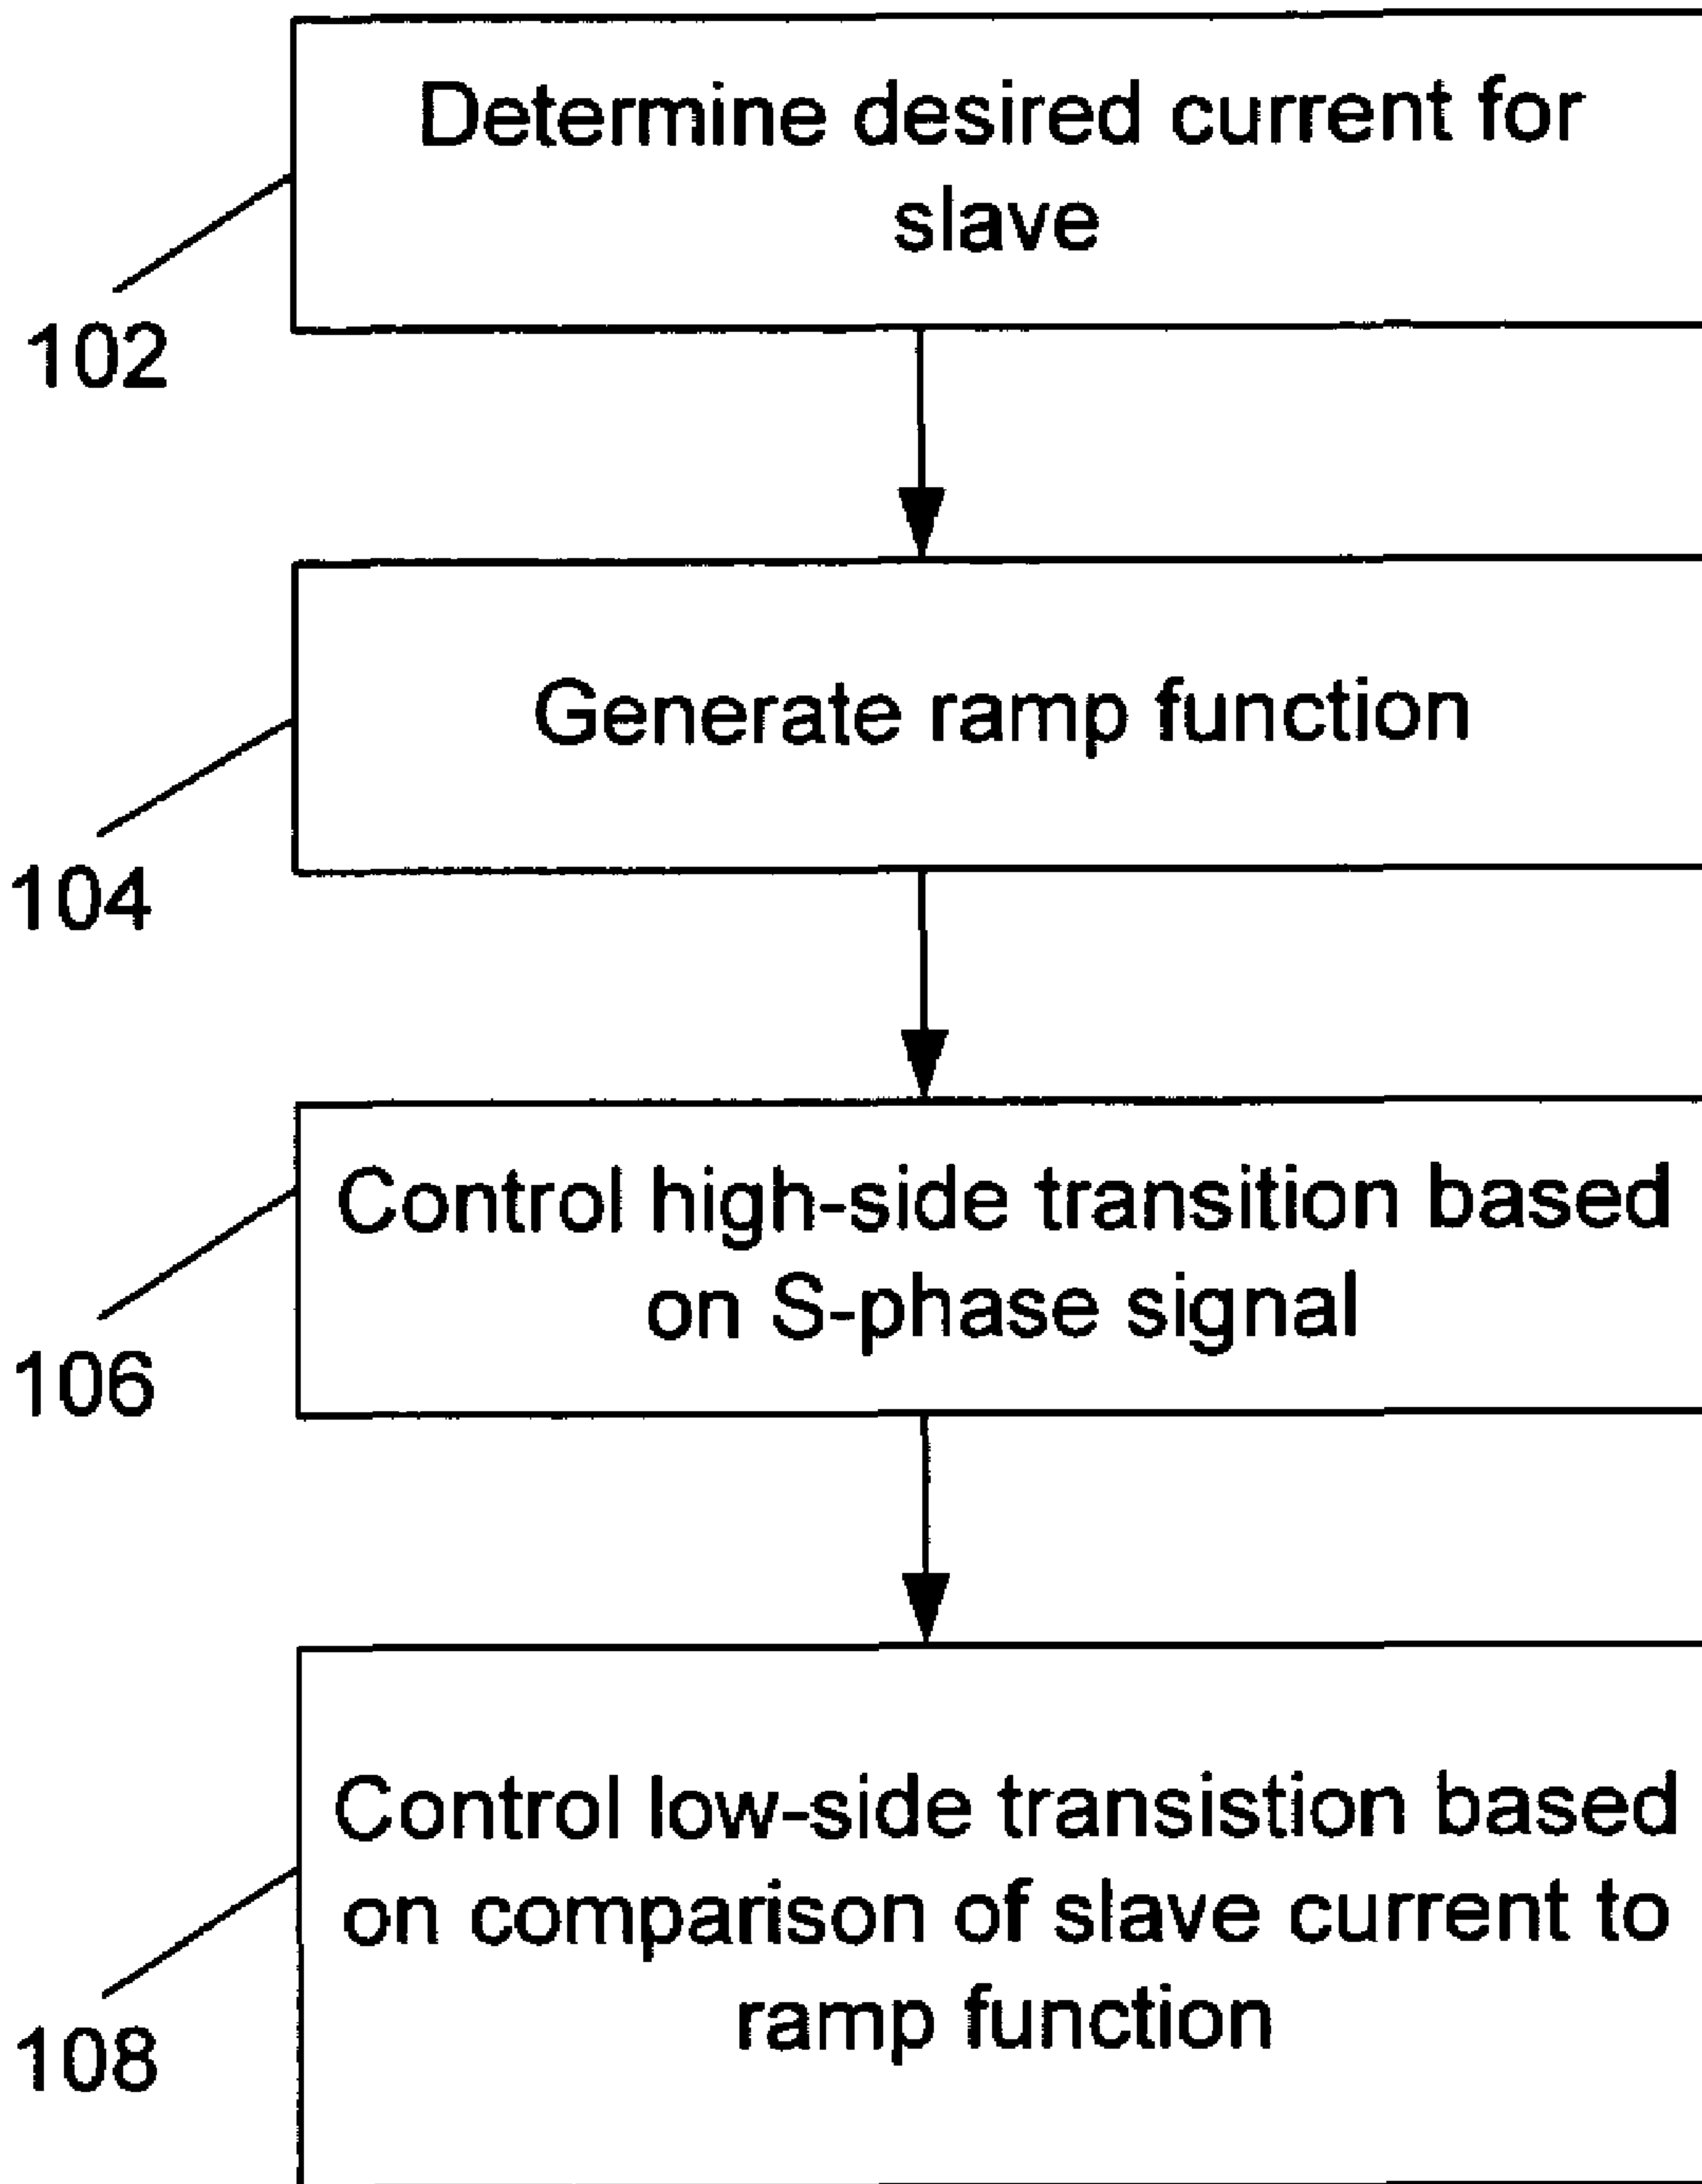 Determine desired current for
slave
102
Generate ramp function
104
Control high-side transition based
on S-phase signal
106
Control low-side transistion based
on comparison of slave current to
ramp function
108